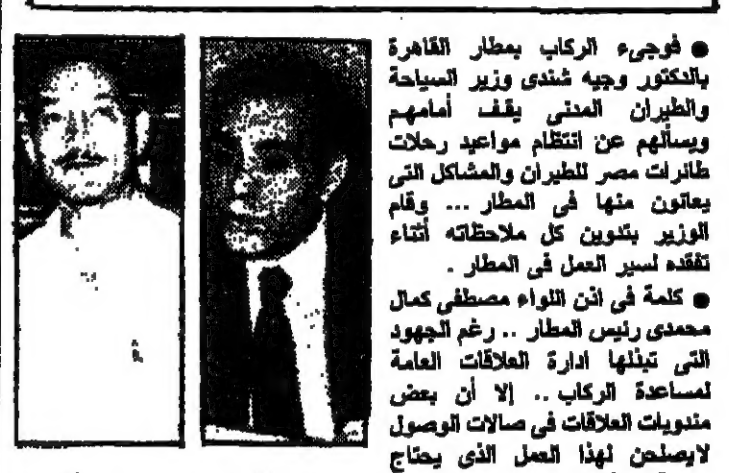 ● فوجىء الركاب بمطار القاهرة
بالدكتور وجيه شندى وزير السياحة
والطيران المدنى يقف أمامهم
ويسألهم عن انتظام مواعيد رحلات
طائرات مصر للطيران والمشاكل التى
يعانون منها فى المطار ... وقام
الوزير بتدوين كل ملاحظاته أثناء
تفقده لسير العمل فى المطار .
● كلمة فى اذن اللواء مصطفى كمال
محمدى رئيس المطار .. رغم الجهود
التى تبذلها ادارة العلاقات العامة
لمساعدة الركاب .. إلا أن بعض
مندوبات العلاقات فى صالات الوصول
لايصلحن لهذا العمل الذى يحتاج